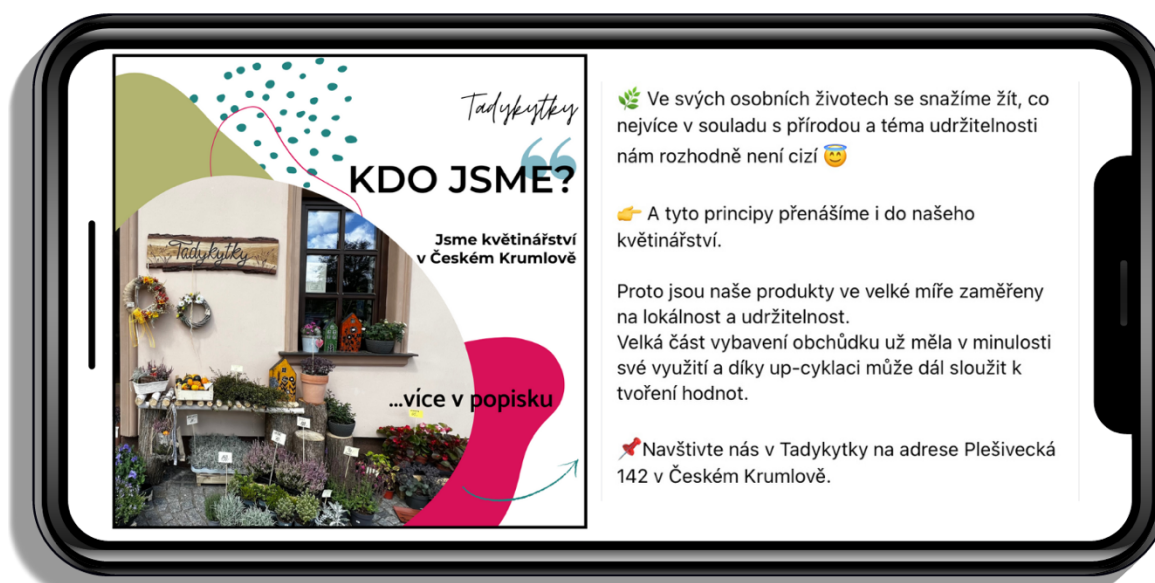 Tadykytky
KDO JSME?
Jsme květinářství
v Českém Krumlově
Tadykytky
...více v popisku
🌿 Ve svých osobních životech se snažíme žít, co
nejvíce v souladu s přírodou a téma udržitelnosti
nám rozhodně není cizí 😇
👉 A tyto principy přenášíme i do našeho
květinářství.
Proto jsou naše produkty ve velké míře zaměřeny
na lokálnost a udržitelnost.
Velká část vybavení obchůdku už měla v minulosti
své využití a díky up-cyklaci může dál sloužit k
tvoření hodnot.
📌Navštivte nás v Tadykytky na adrese Plešivecká
142 v Českém Krumlově.